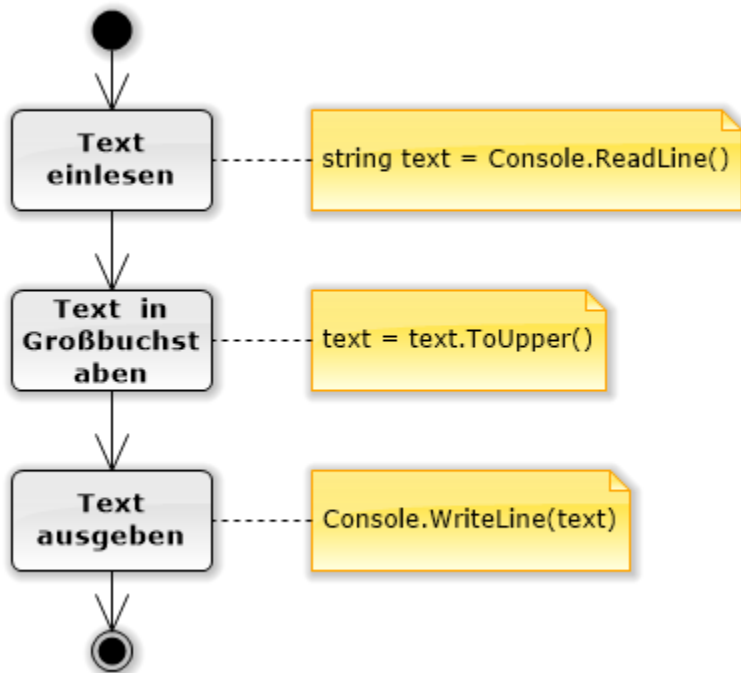 Text
einlesen
string text = Console.ReadLine()
Text in
Großbuchst
aben
text = text.ToUpper()
Text
ausgeben
Console.WriteLine(text)